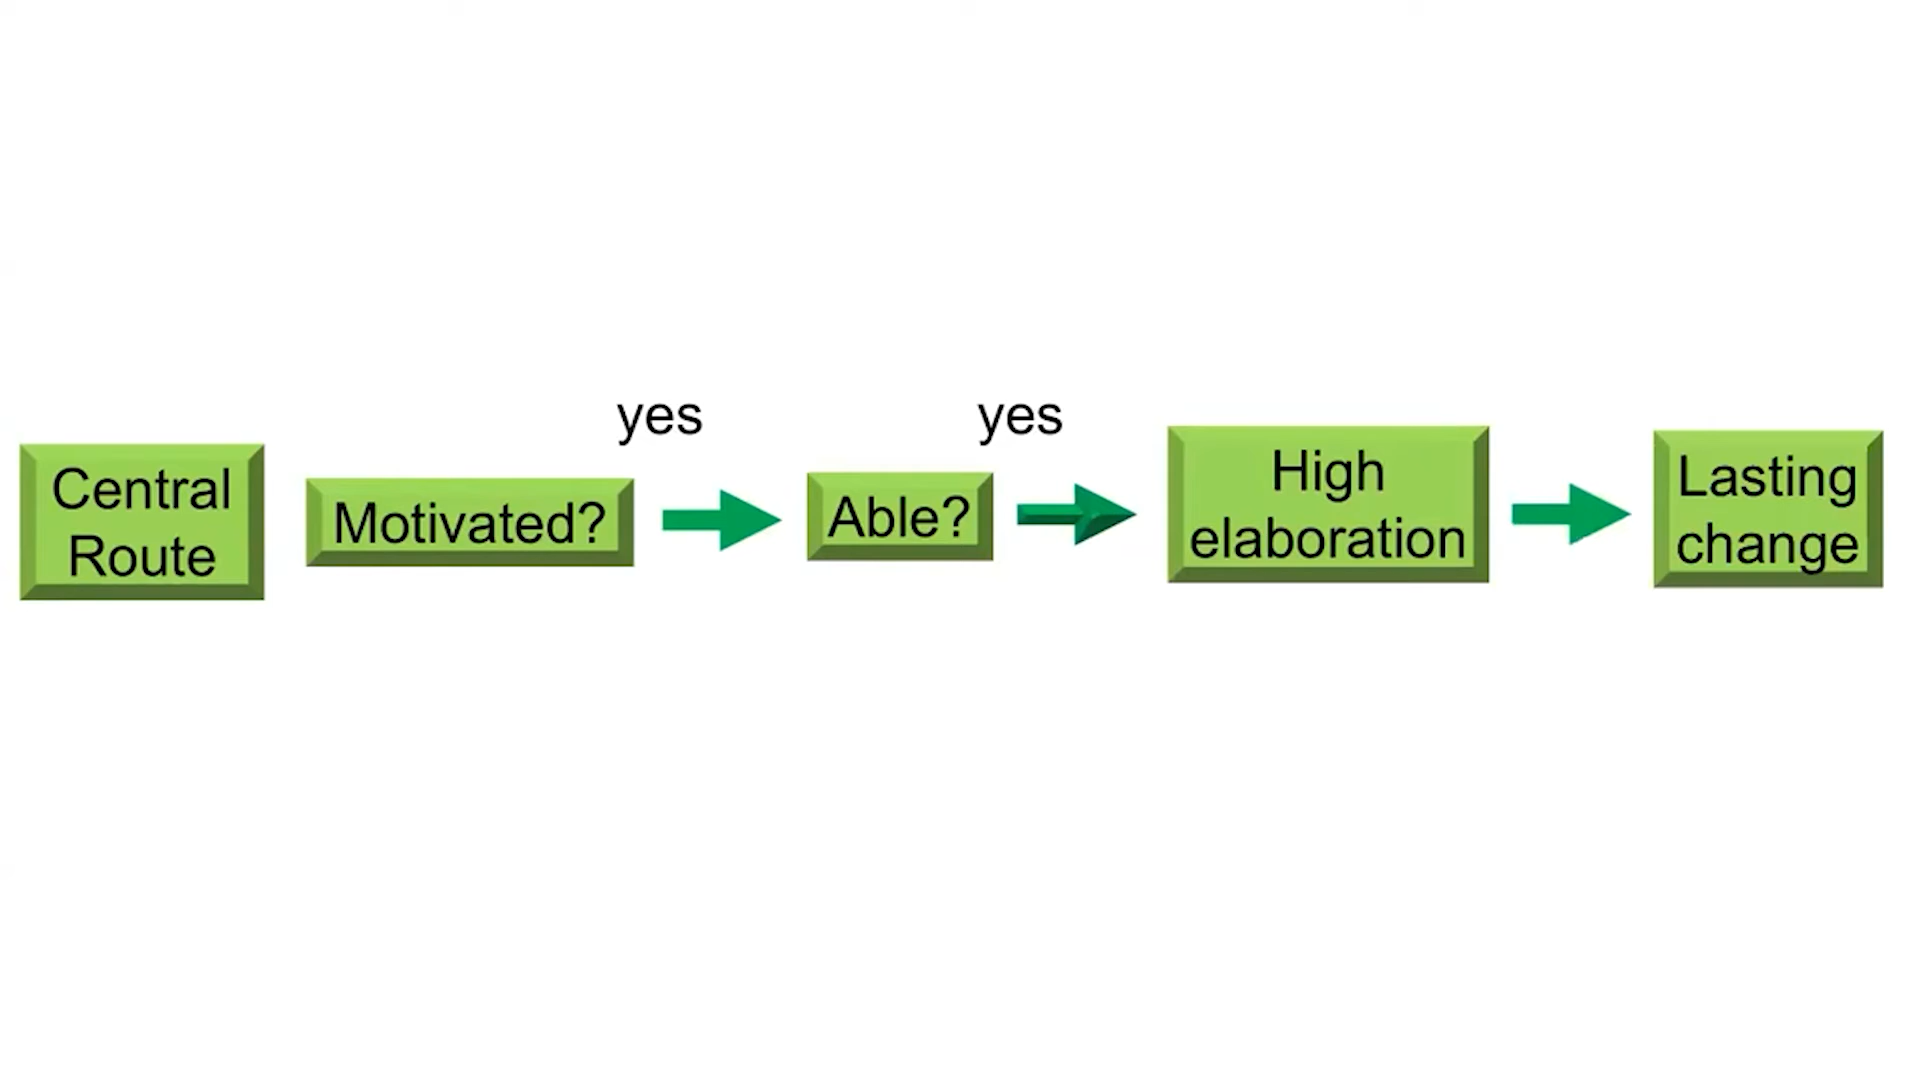 Central
Route
Motivated?
yes
Able?
yes
High
elaboration
Lasting
change